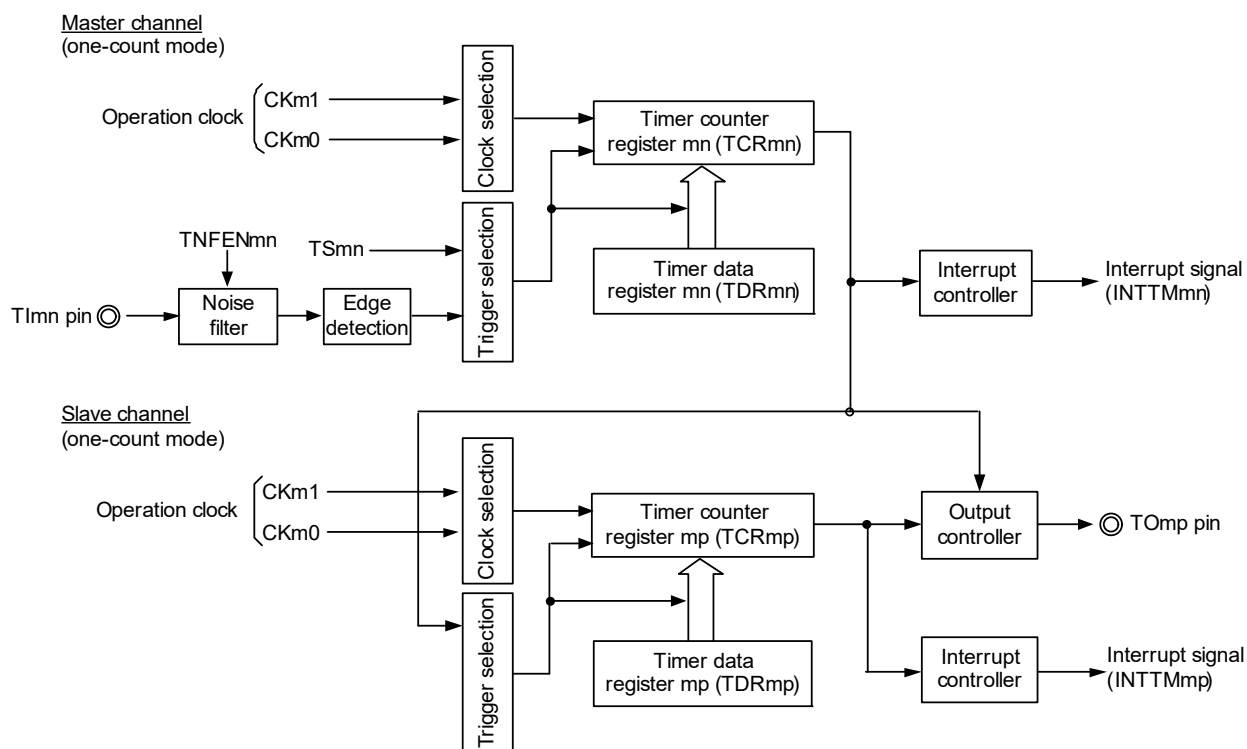 Master channel
(one-count mode)
Operation clock
CKm1
CKm0
Clock selection
Timer counter
register mn (TCRmn)
TNFENmn
TSmn
Trigger selection
Timer data
register mn (TDRmn)
Interrupt
controller
Interrupt signal
(INTTMmn)
TImn pin
Noise
filter
Edge
detection
Slave channel
(one-count mode)
Operation clock
CKm1
CKm0
Clock selection
Timer counter
register mp (TCRmp)
Output
controller
TOmp pin
Trigger selection
Timer data
register mp (TDRmp)
Interrupt
controller
Interrupt signal
(INTTMmp)